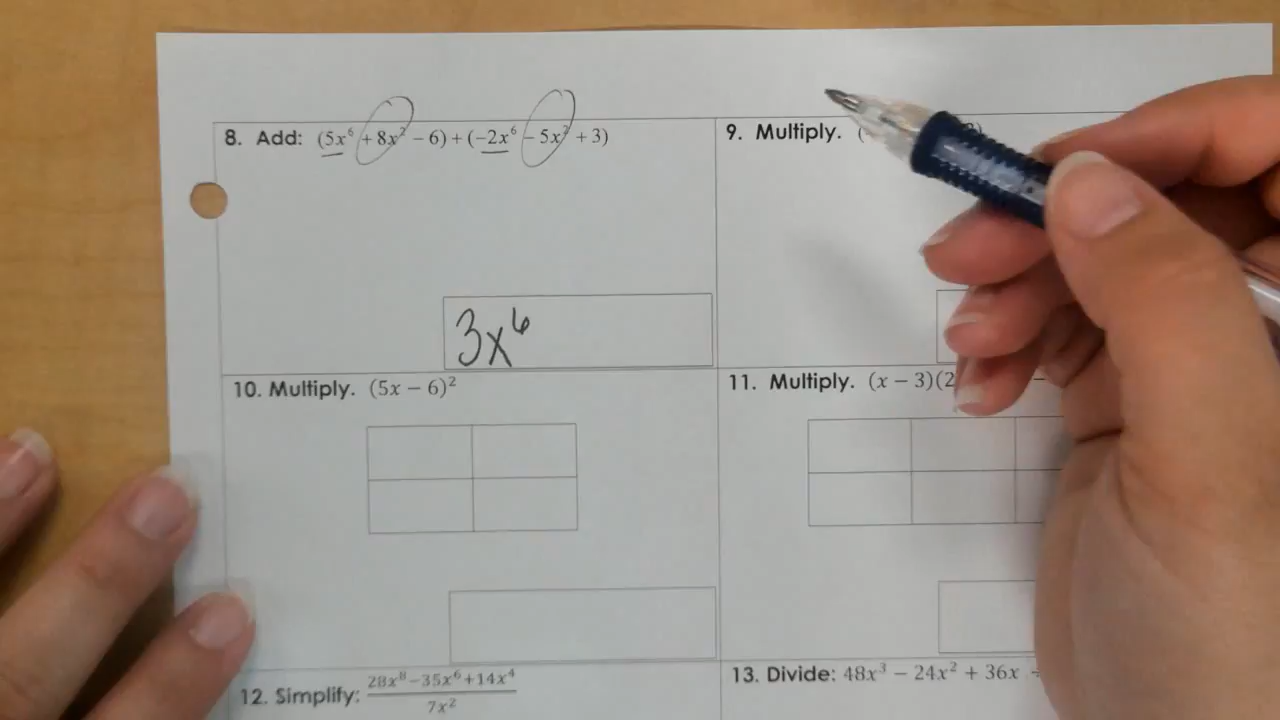 8. Add: (5x⁶ + 8x² − 6) + (−2x⁶ − 5x² + 3)
9. Multiply. (
3x⁶
10. Multiply. (5x − 6)²
11. Multiply. (x − 3)(2
12. Simplify: (28x⁸−35x⁶+14x⁴)/(7x²)
13. Divide: 48x³ − 24x² + 36x